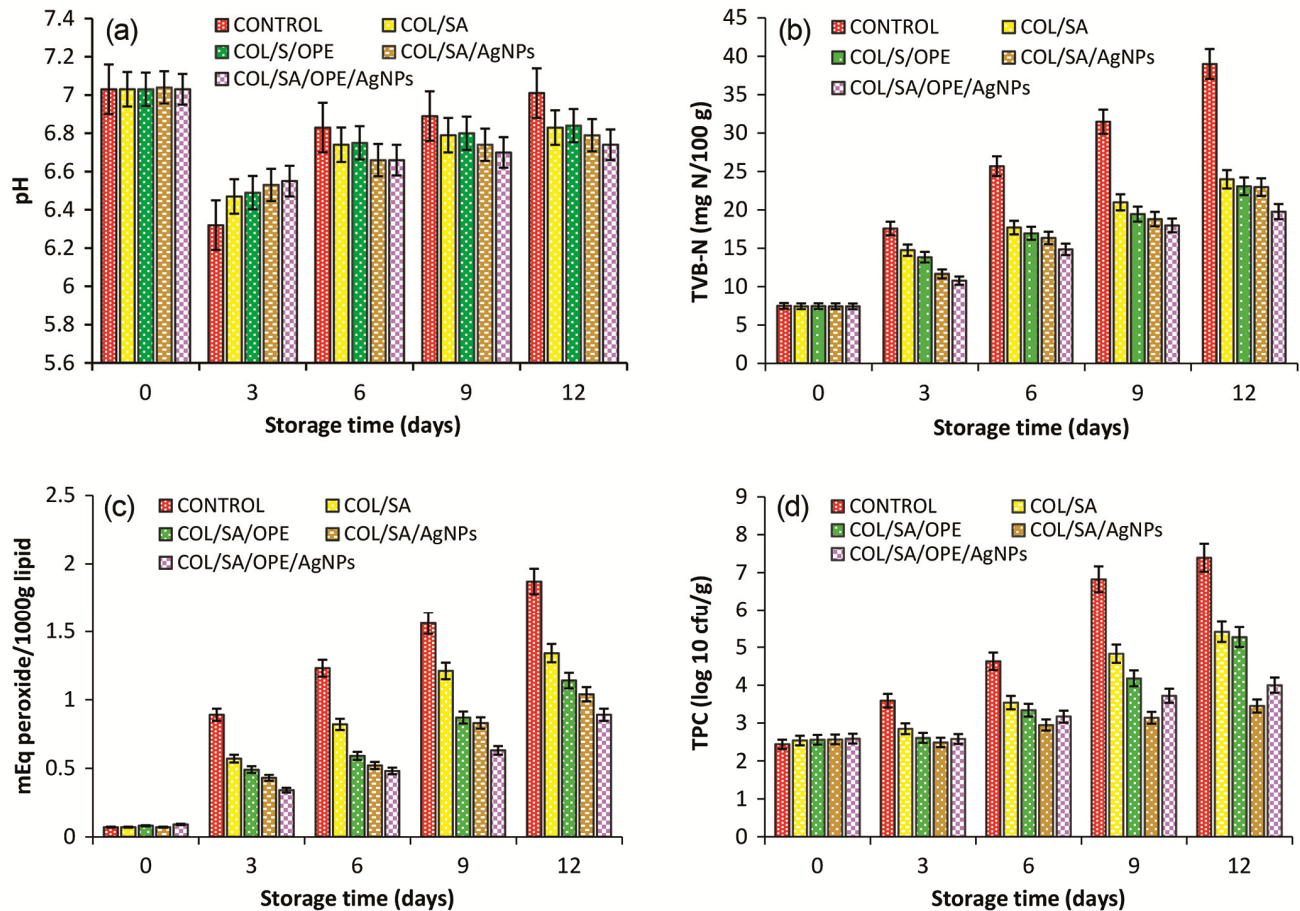 (a)
CONTROL COL/SA
COL/S/OPE COL/SA/AgNPs
COL/SA/OPE/AgNPs
7.4
7.2
7
6.8
6.6
6.4
6.2
6
5.8
5.6
pH
0 3 6 9 12
Storage time (days)
(b)
CONTROL COL/SA
COL/S/OPE COL/SA/AgNPs
COL/SA/OPE/AgNPs
45
40
35
30
25
20
15
10
5
0
TVB-N (mg N/100 g)
0 3 6 9 12
Storage time (days)
(c)
CONTROL COL/SA
COL/SA/OPE COL/SA/AgNPs
COL/SA/OPE/AgNPs
2.5
2
1.5
1
0.5
0
mEq peroxide/1000g lipid
0 3 6 9 12
Storage time (days)
(d)
CONTROL COL/SA
COL/SA/OPE COL/SA/AgNPs
COL/SA/OPE/AgNPs
9
8
7
6
5
4
3
2
1
0
TPC (log 10 cfu/g)
0 3 6 9 12
Storage time (days)